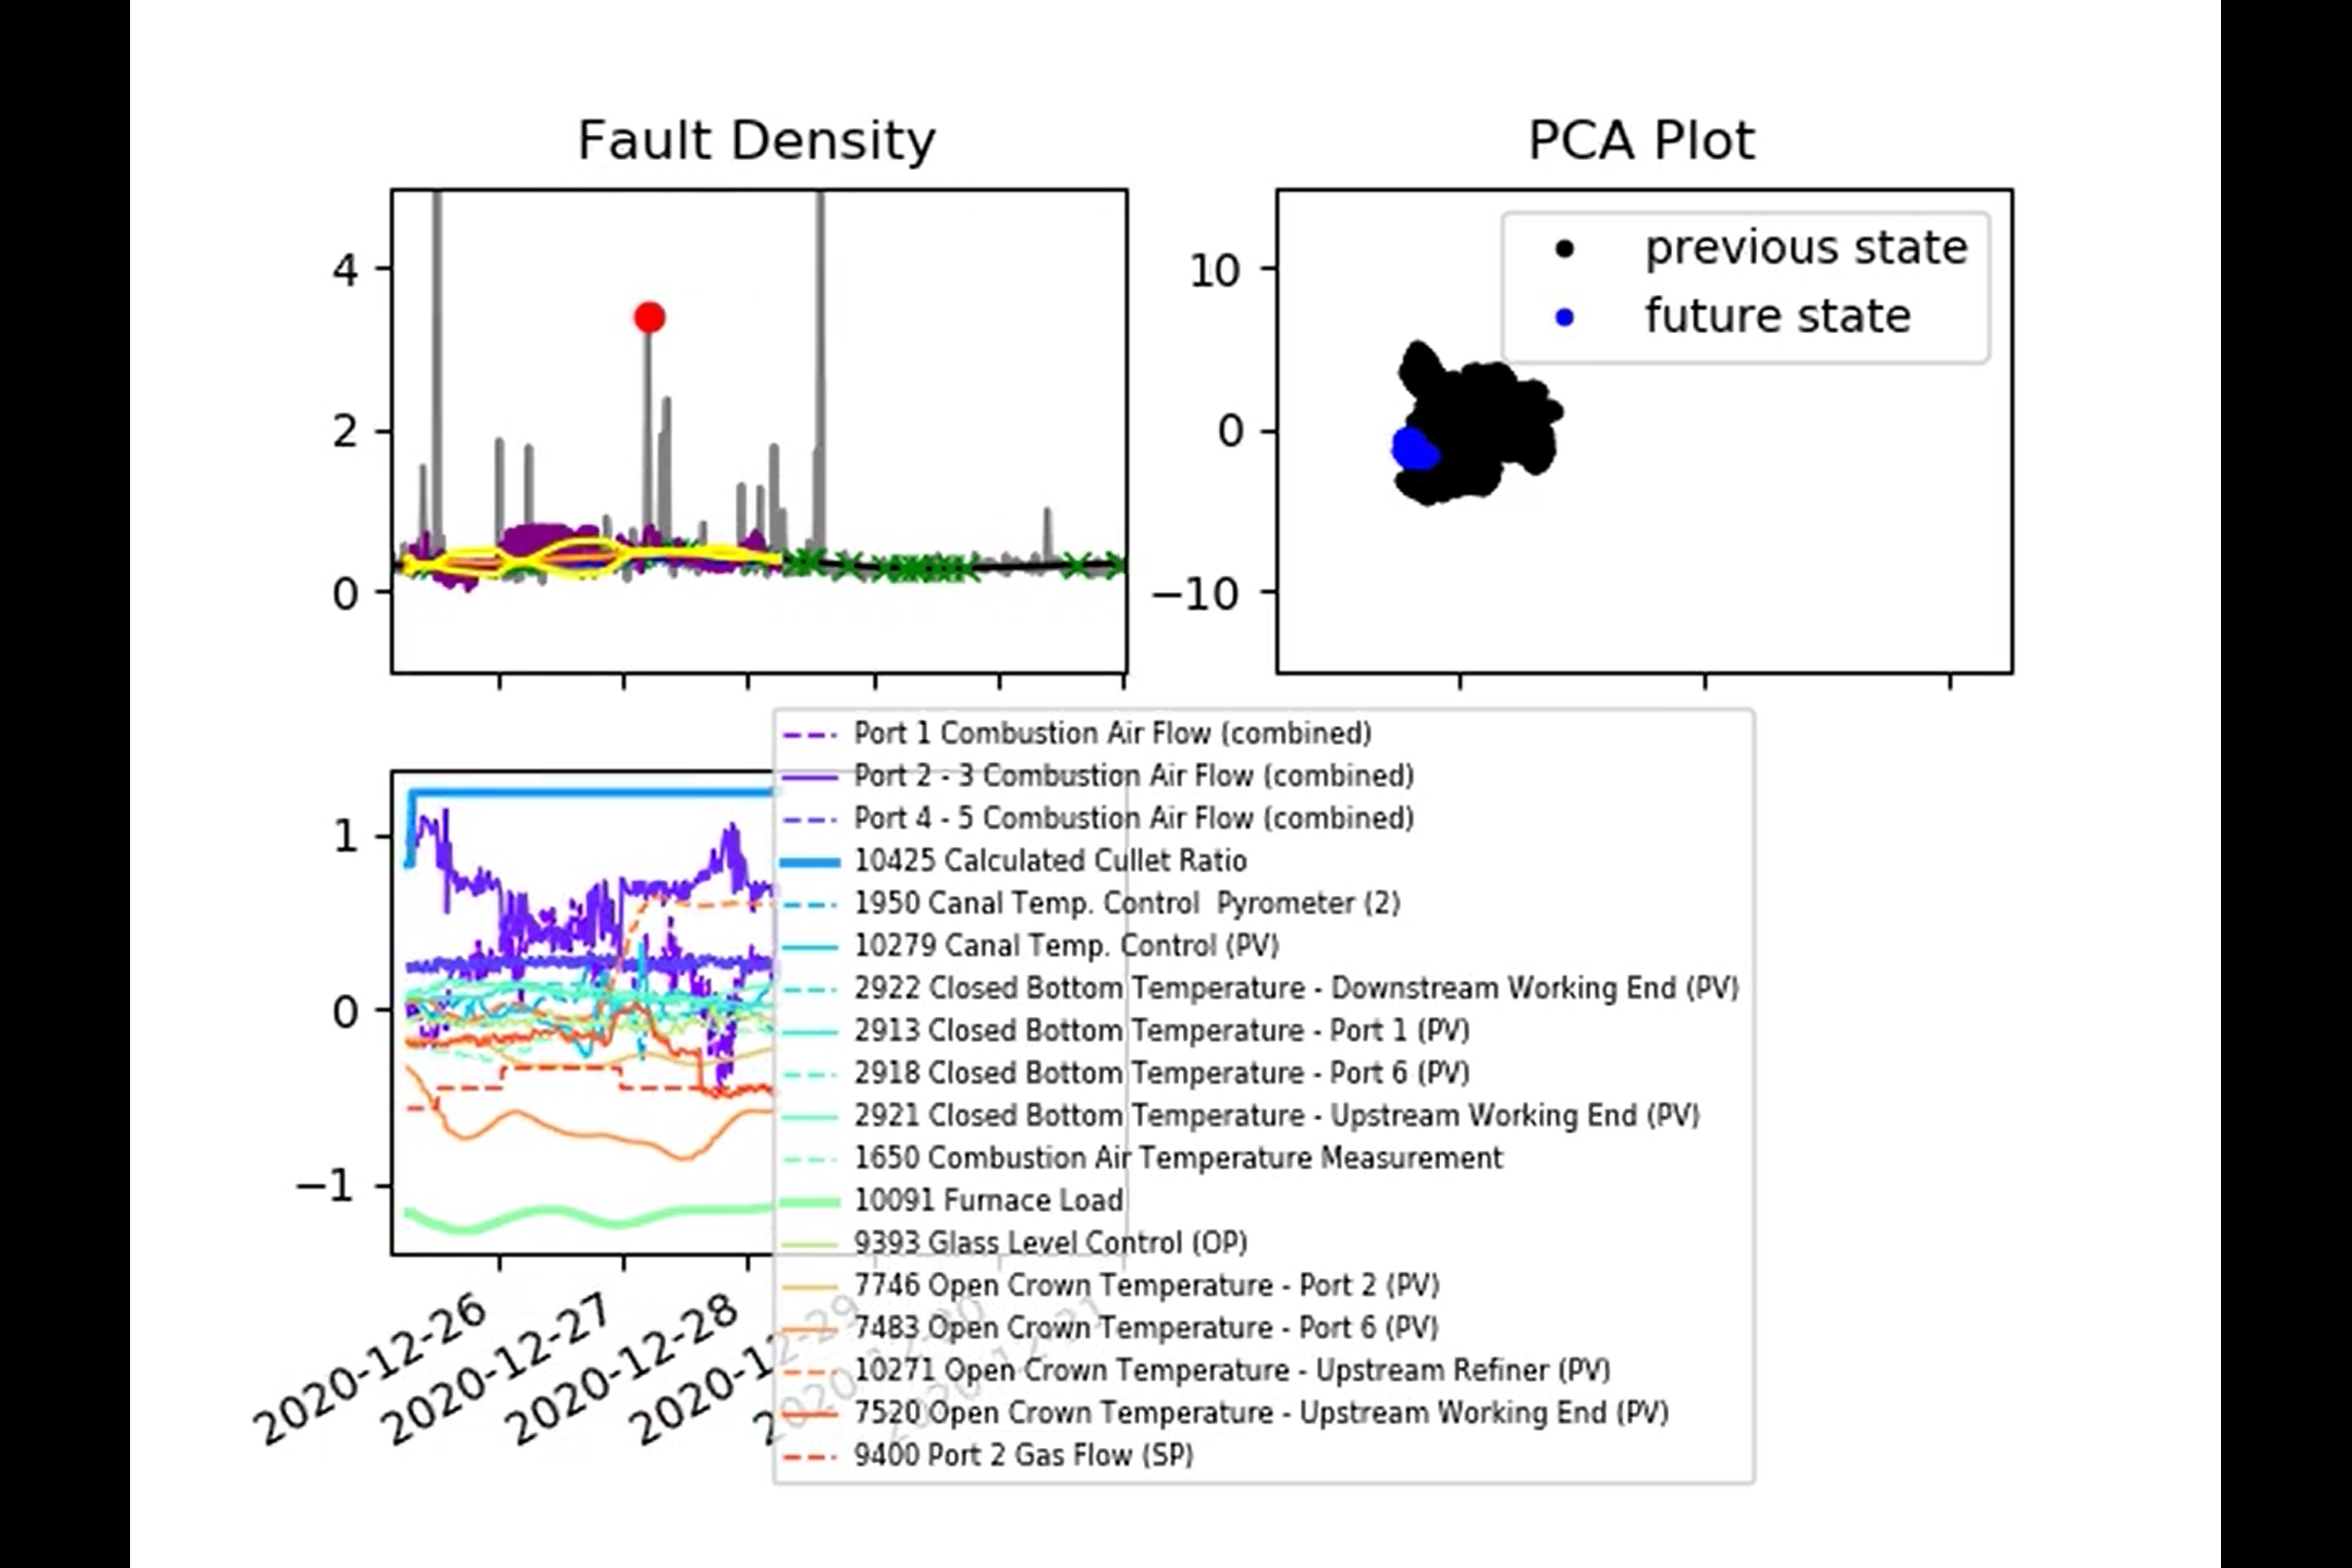 Fault Density
PCA Plot
4
2
0
10
0
−10
previous state
future state
1
0
−1
2020-12-26
2020-12-27
2020-12-28
2020-12-29
Port 1 Combustion Air Flow (combined)
Port 2 - 3 Combustion Air Flow (combined)
Port 4 - 5 Combustion Air Flow (combined)
10425 Calculated Cullet Ratio
1950 Canal Temp. Control  Pyrometer (2)
10279 Canal Temp. Control (PV)
2922 Closed Bottom Temperature - Downstream Working End (PV)
2913 Closed Bottom Temperature - Port 1 (PV)
2918 Closed Bottom Temperature - Port 6 (PV)
2921 Closed Bottom Temperature - Upstream Working End (PV)
1650 Combustion Air Temperature Measurement
10091 Furnace Load
9393 Glass Level Control (OP)
7746 Open Crown Temperature - Port 2 (PV)
7483 Open Crown Temperature - Port 6 (PV)
10271 Open Crown Temperature - Upstream Refiner (PV)
7520 Open Crown Temperature - Upstream Working End (PV)
9400 Port 2 Gas Flow (SP)